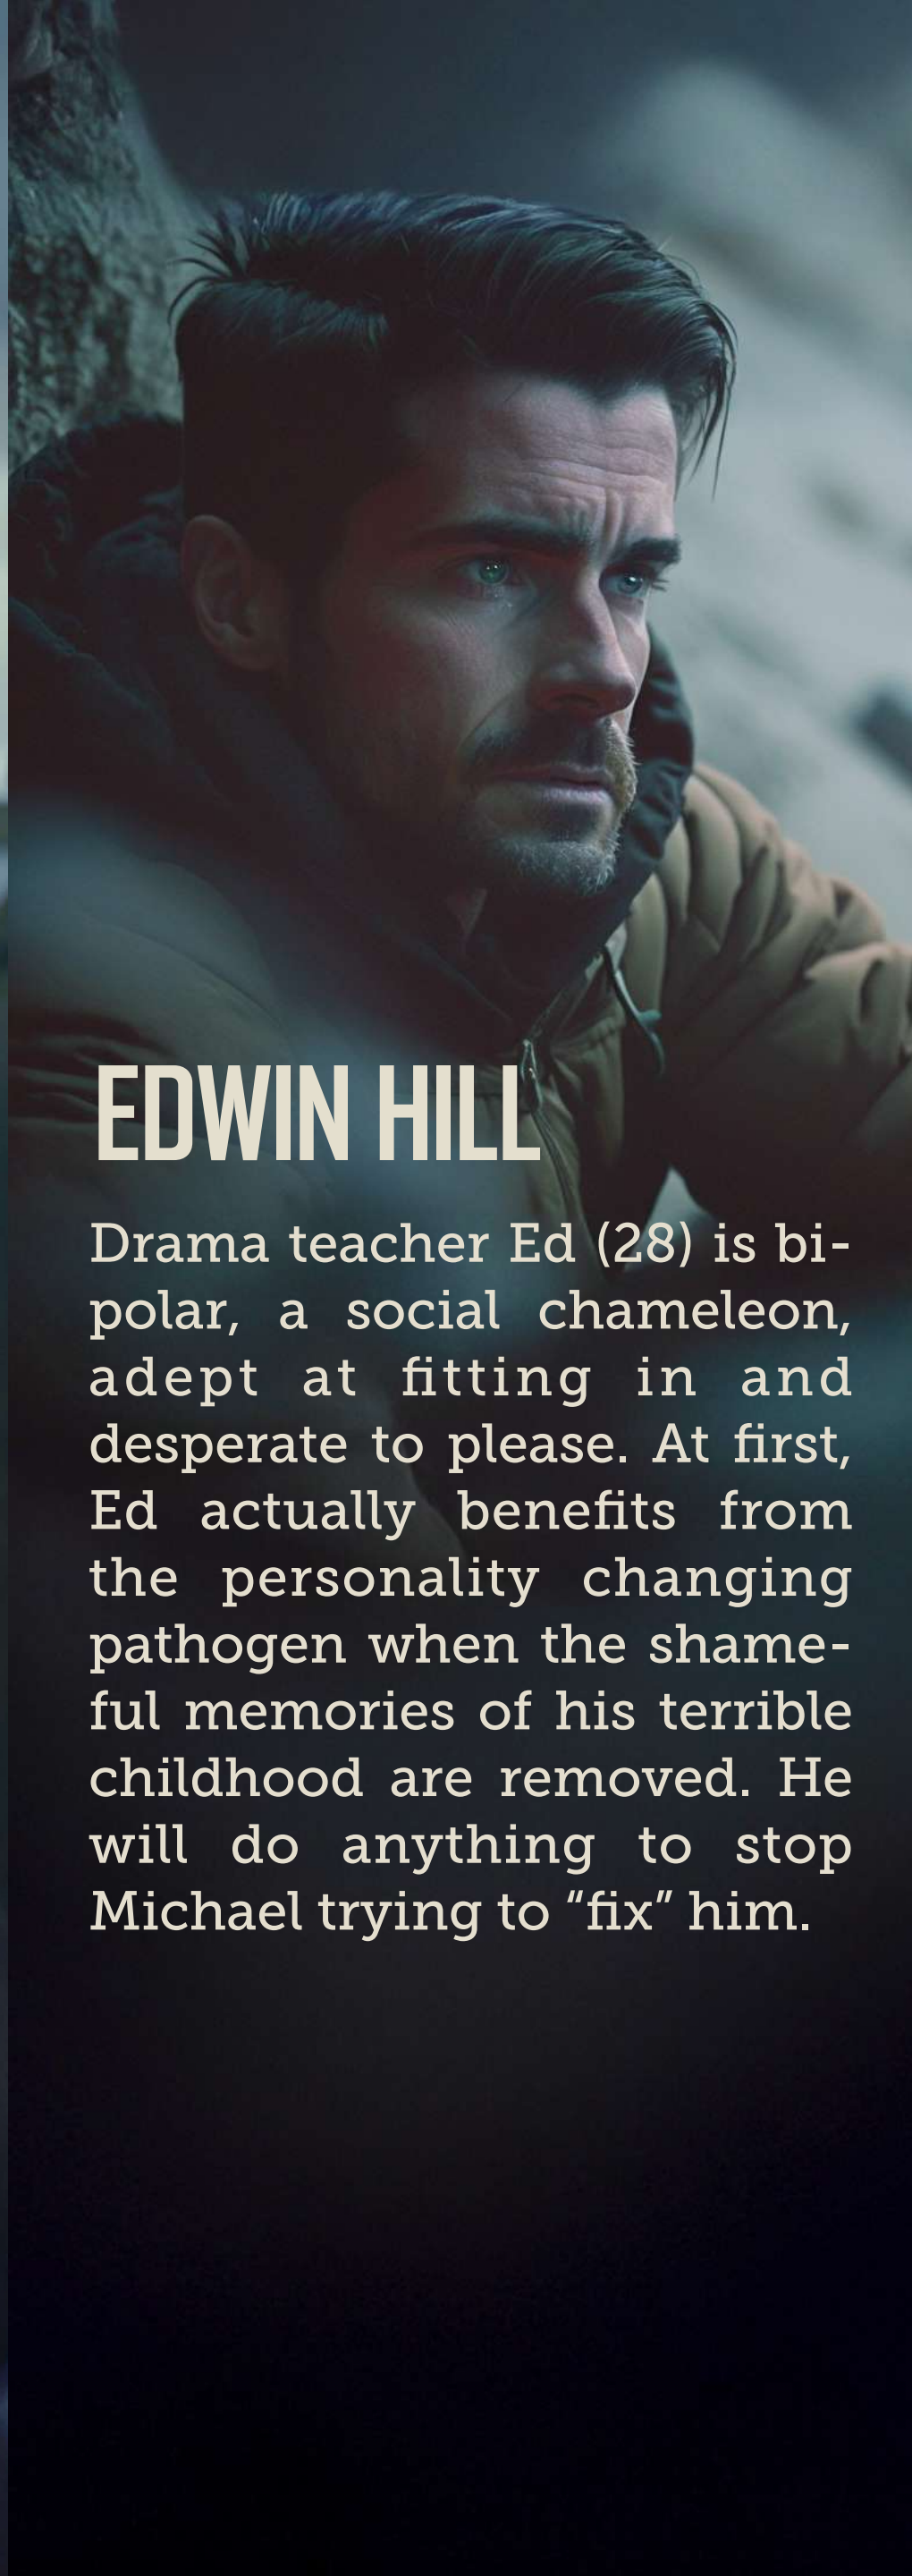 EDWIN HILL
Drama teacher Ed (28) is bi-
polar, a social chameleon,
adept at fitting in and
desperate to please. At first,
Ed actually benefits from
the personality changing
pathogen when the shame-
ful memories of his terrible
childhood are removed. He
will do anything to stop
Michael trying to “fix” him.